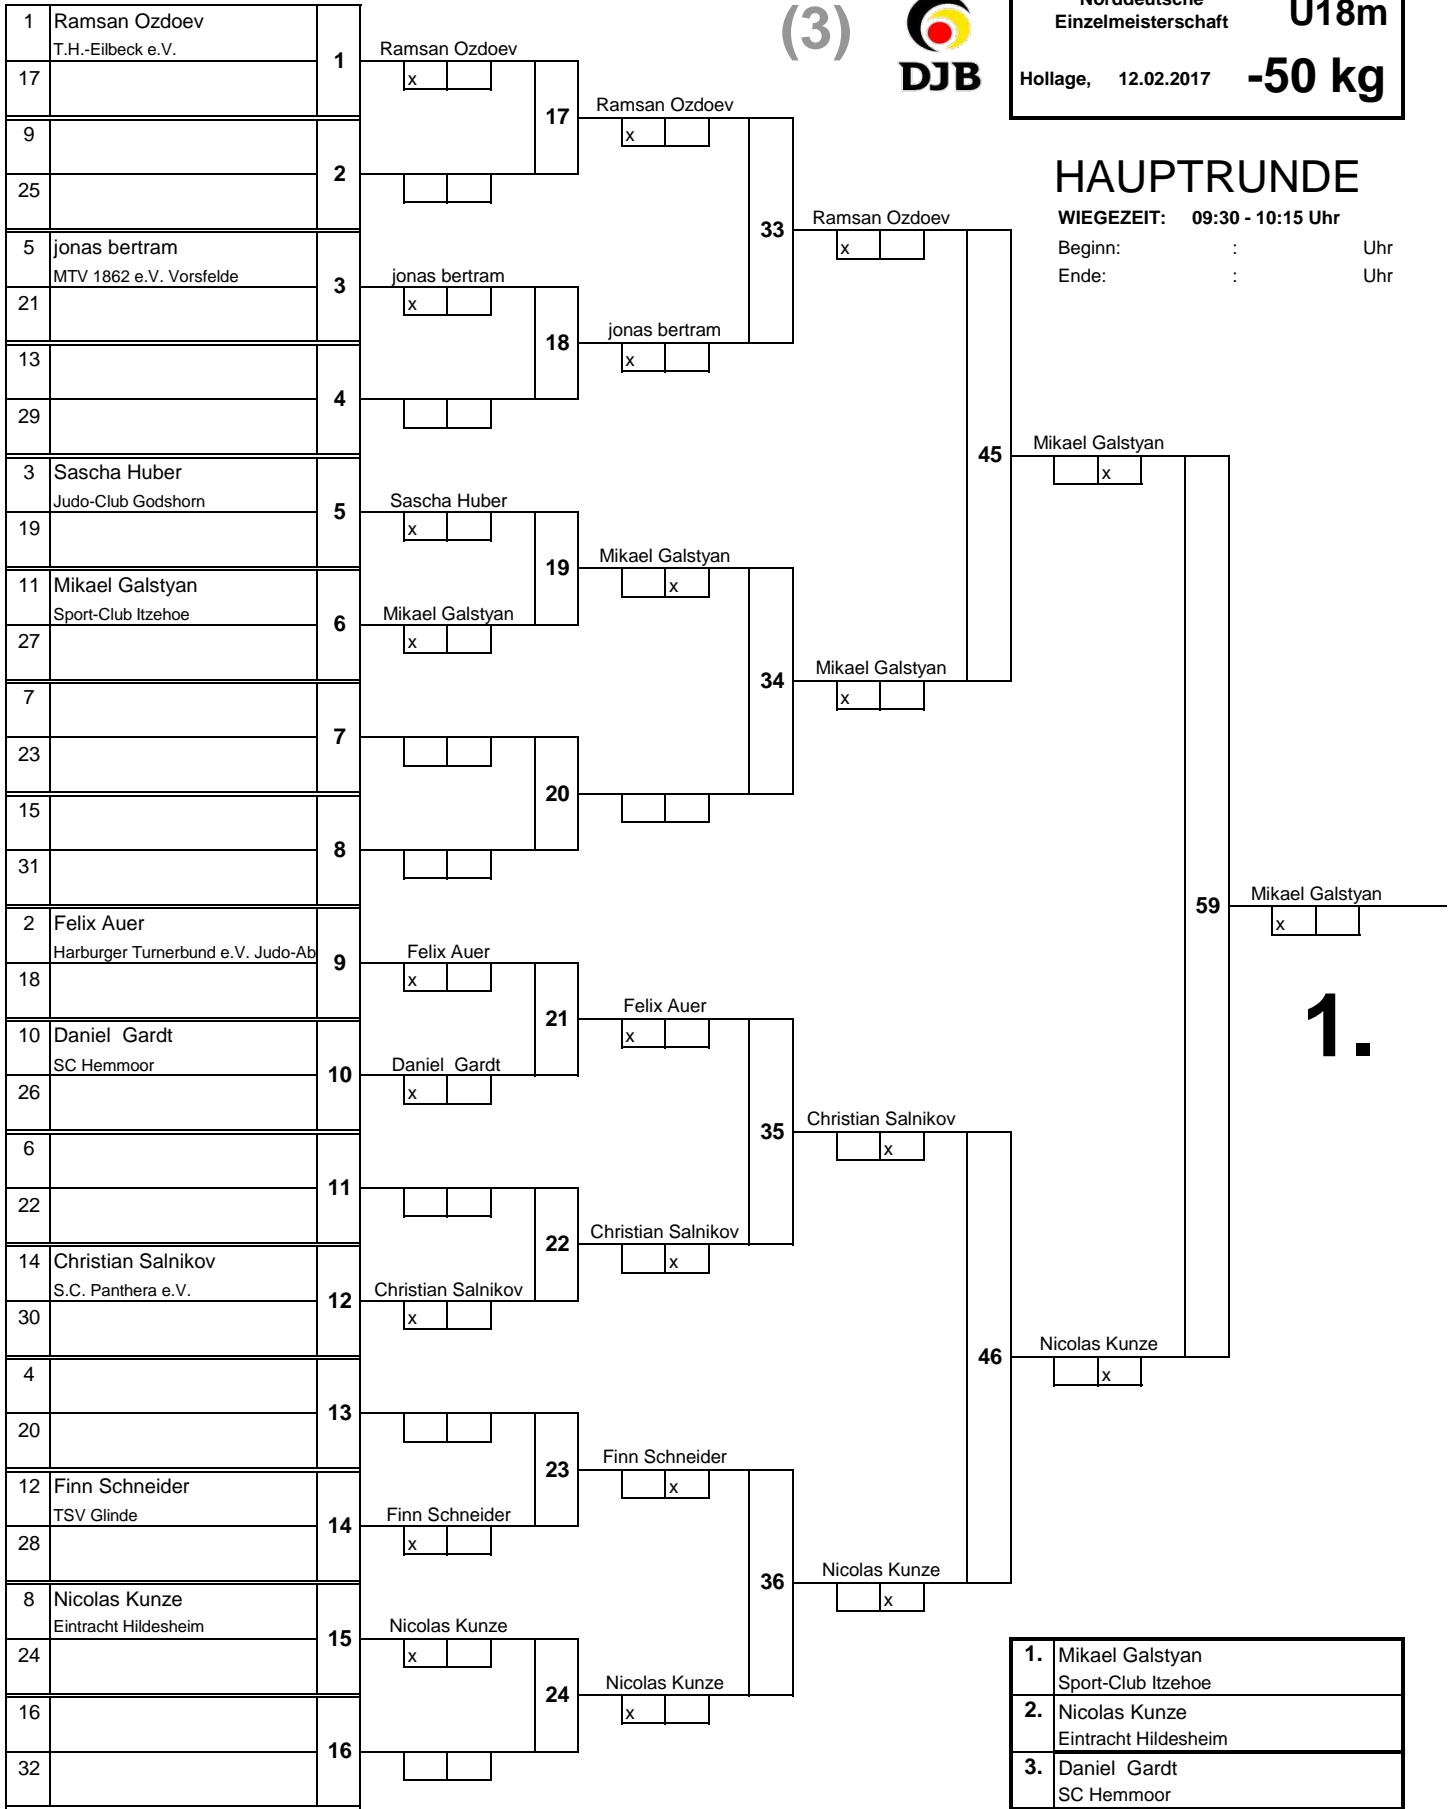 (3)
DJB
Norddeutsche
Einzelmeisterschaft
U18m
Hollage, 12.02.2017
-50 kg
HAUPTRUNDE
WIEGEZEIT: 09:30 - 10:15 Uhr
Beginn: : Uhr
Ende: : Uhr
1 Ramsan Ozdoev
T.H.-Eilbeck e.V.
17
1
9
25
2
5 jonas bertram
MTV 1862 e.V. Vorsfelde
21
3
13
29
4
3 Sascha Huber
Judo-Club Godshorn
19
5
11 Mikael Galstyan
Sport-Club Itzehoe
27
6
7
23
7
15
31
8
2 Felix Auer
Harburger Turnerbund e.V. Judo-Ab
18
9
10 Daniel Gardt
SC Hemmoor
26
10
6
22
11
14 Christian Salnikov
S.C. Panthera e.V.
30
12
4
20
13
12 Finn Schneider
TSV Glinde
28
14
8 Nicolas Kunze
Eintracht Hildesheim
24
15
16
32
16
Ramsan Ozdoev
x
17
jonas bertram
x
18
Sascha Huber
x
19
Mikael Galstyan
x
20
Felix Auer
x
21
Daniel Gardt
x
22
Christian Salnikov
x
23
Finn Schneider
x
Nicolas Kunze
x
24
Ramsan Ozdoev
x
33
jonas bertram
x
Mikael Galstyan
x
34
Felix Auer
x
35
Christian Salnikov
x
Finn Schneider
x
36
Nicolas Kunze
x
Ramsan Ozdoev
x
45
Mikael Galstyan
x
Christian Salnikov
x
46
Nicolas Kunze
x
Mikael Galstyan
x
59
Nicolas Kunze
x
Mikael Galstyan
x
1.
1. Mikael Galstyan
Sport-Club Itzehoe
2. Nicolas Kunze
Eintracht Hildesheim
3. Daniel Gardt
SC Hemmoor